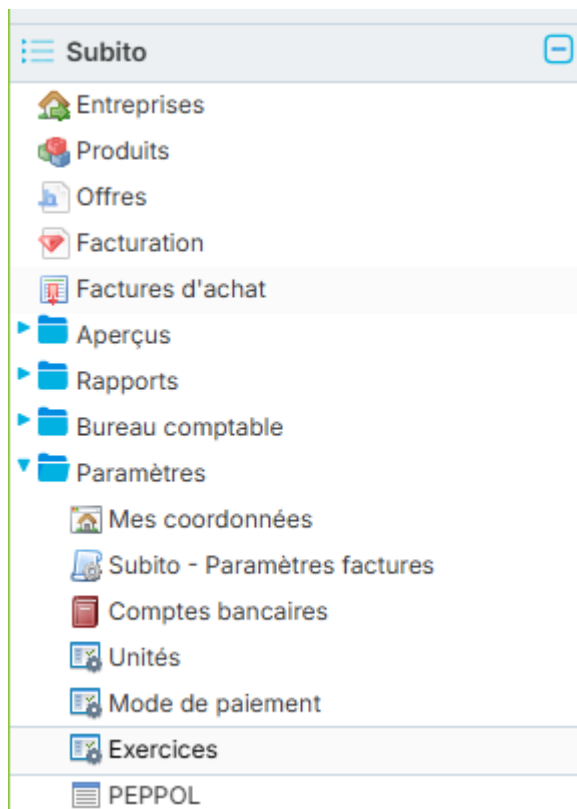 Subito
Entreprises
Produits
Offres
Facturation
Factures d'achat
Aperçus
Rapports
Bureau comptable
Paramètres
Mes coordonnées
Subito - Paramètres factures
Comptes bancaires
Unités
Mode de paiement
Exercices
PEPPOL